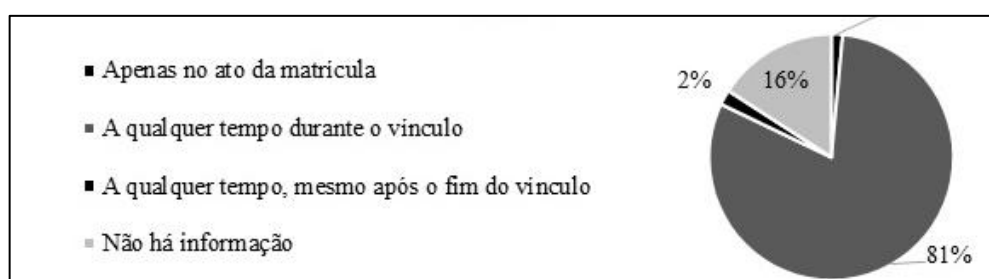 Apenas no ato da matrícula
A qualquer tempo durante o vínculo
A qualquer tempo, mesmo após o fim do vínculo
Não há informação
2%
16%
81%